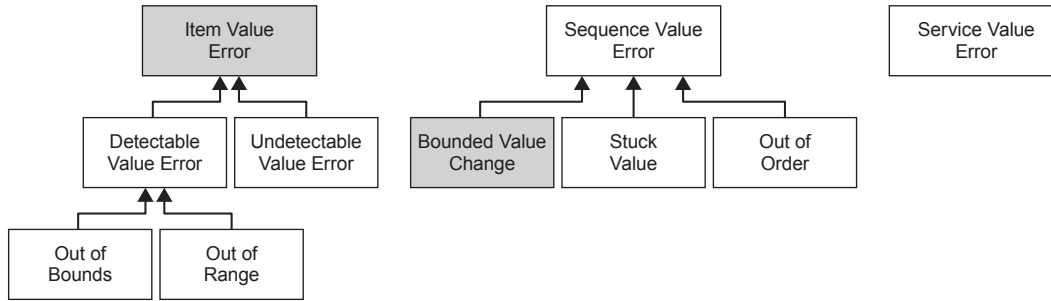 Item Value
Error
Sequence Value
Error
Service Value
Error
Detectable
Value Error
Undetectable
Value Error
Bounded Value
Change
Stuck
Value
Out of
Order
Out of
Bounds
Out of
Range